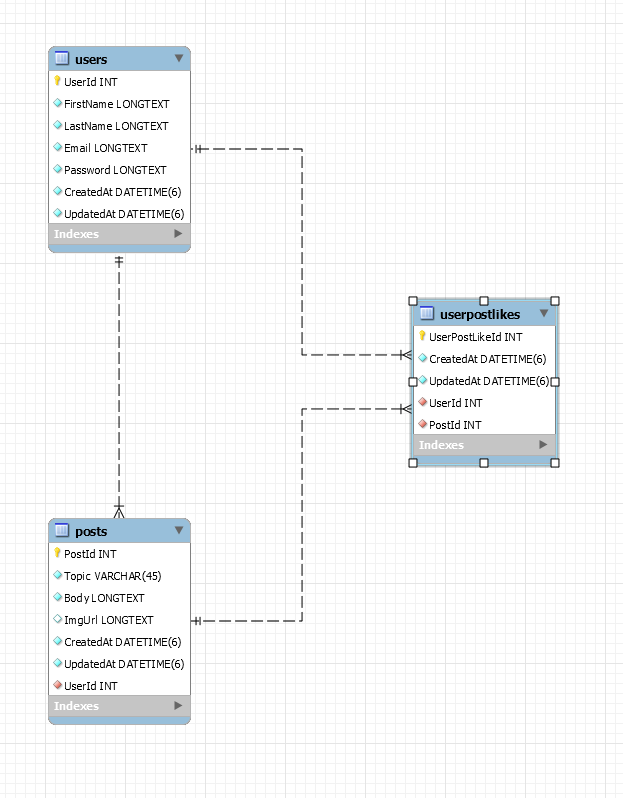 users
UserId INT
FirstName LONGTEXT
LastName LONGTEXT
Email LONGTEXT
Password LONGTEXT
CreatedAt DATETIME(6)
UpdatedAt DATETIME(6)
Indexes
userpostlikes
UserPostLikeId INT
CreatedAt DATETIME(6)
UpdatedAt DATETIME(6)
UserId INT
PostId INT
Indexes
posts
PostId INT
Topic VARCHAR(45)
Body LONGTEXT
ImgUrl LONGTEXT
CreatedAt DATETIME(6)
UpdatedAt DATETIME(6)
UserId INT
Indexes